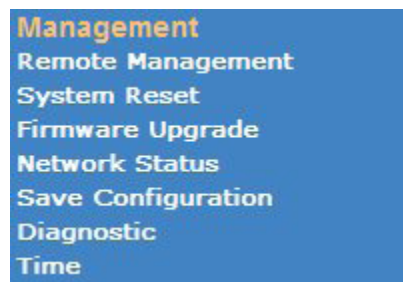 Management
Remote Management
System Reset
Firmware Upgrade
Network Status
Save Configuration
Diagnostic
Time